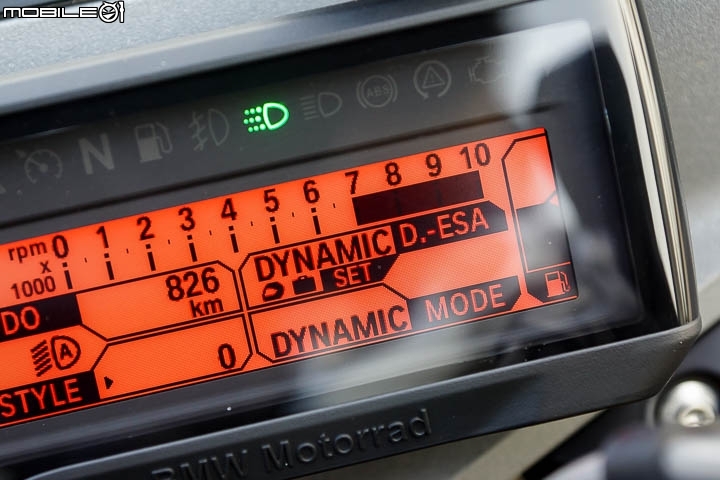 MOBILE01
N ABS
rpm 0 1 2 3 4 5 6 7 8 9 10
x
1000
DO 826
km
DYNAMIC D.-ESA
SET
A
DYNAMIC MODE
STYLE 0
BMW Motorrad